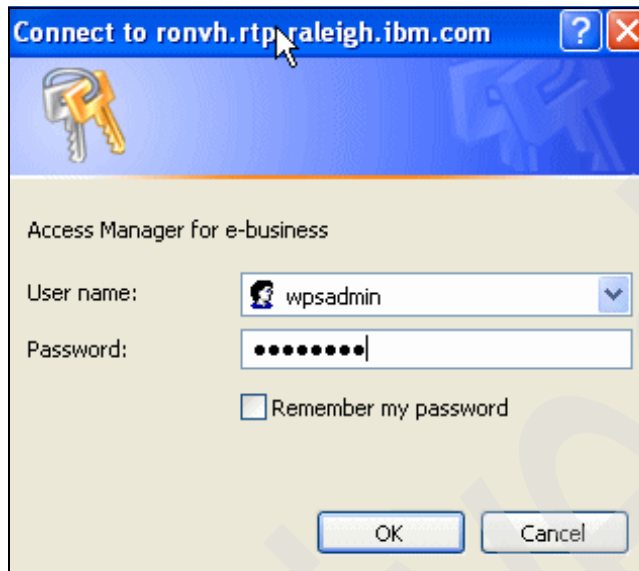 Connect to ronvh.rtp.raleigh.ibm.com
Access Manager for e-business
User name: wpsadmin
Password: ••••••••
Remember my password
OK Cancel